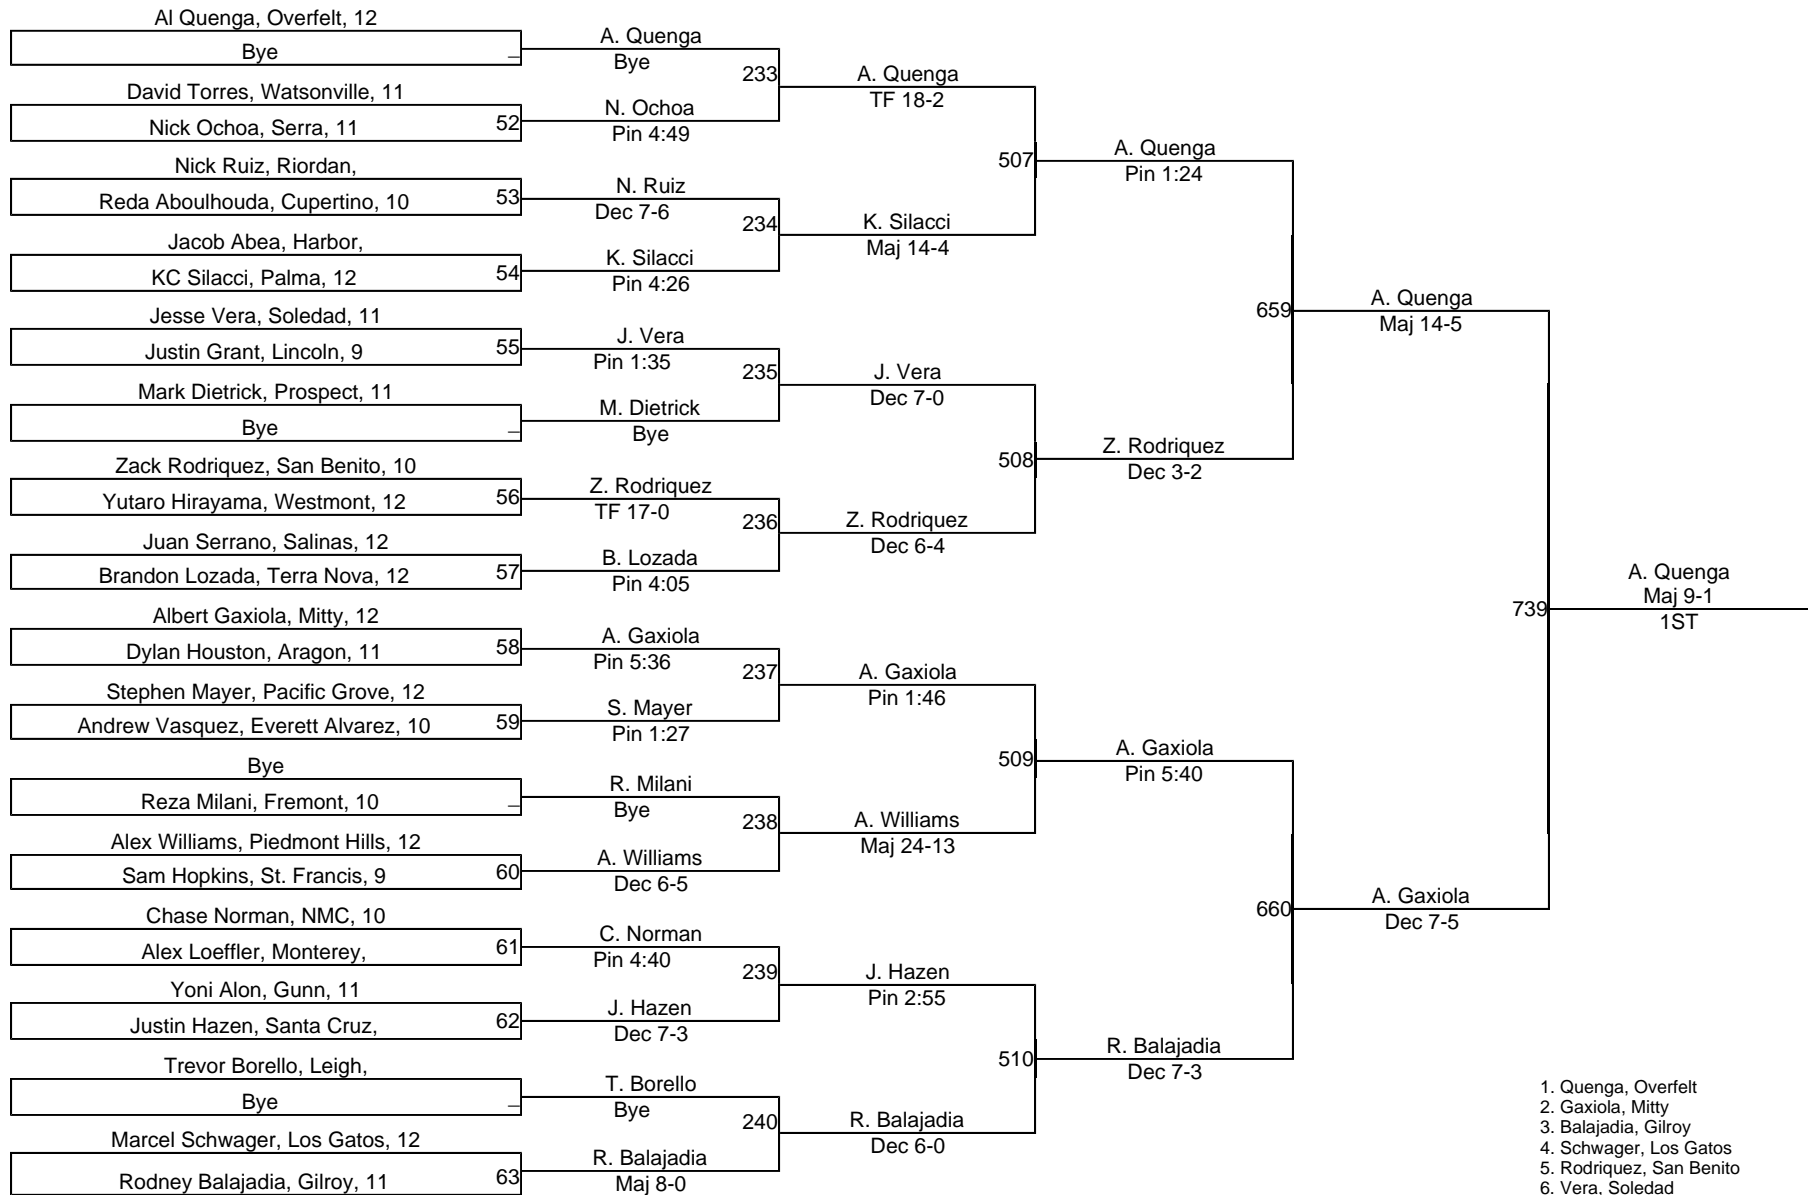 Al Quenga, Overfelt, 12
Bye
_
David Torres, Watsonville, 11
Nick Ochoa, Serra, 11
52
Nick Ruiz, Riordan,
Reda Aboulhouda, Cupertino, 10
53
Jacob Abea, Harbor,
KC Silacci, Palma, 12
54
Jesse Vera, Soledad, 11
Justin Grant, Lincoln, 9
55
Mark Dietrick, Prospect, 11
Bye
_
Zack Rodriquez, San Benito, 10
Yutaro Hirayama, Westmont, 12
56
Juan Serrano, Salinas, 12
Brandon Lozada, Terra Nova, 12
57
Albert Gaxiola, Mitty, 12
Dylan Houston, Aragon, 11
58
Stephen Mayer, Pacific Grove, 12
Andrew Vasquez, Everett Alvarez, 10
59
Bye
Reza Milani, Fremont, 10
_
Alex Williams, Piedmont Hills, 12
Sam Hopkins, St. Francis, 9
60
Chase Norman, NMC, 10
Alex Loeffler, Monterey,
61
Yoni Alon, Gunn, 11
Justin Hazen, Santa Cruz,
62
Trevor Borello, Leigh,
Bye
_
Marcel Schwager, Los Gatos, 12
Rodney Balajadia, Gilroy, 11
63
A. Quenga
Bye
233
N. Ochoa
Pin 4:49
N. Ruiz
Dec 7-6
234
K. Silacci
Pin 4:26
J. Vera
Pin 1:35
235
M. Dietrick
Bye
Z. Rodriquez
TF 17-0
236
B. Lozada
Pin 4:05
A. Gaxiola
Pin 5:36
237
S. Mayer
Pin 1:27
R. Milani
Bye
238
A. Williams
Dec 6-5
C. Norman
Pin 4:40
239
J. Hazen
Dec 7-3
T. Borello
Bye
240
R. Balajadia
Maj 8-0
A. Quenga
TF 18-2
507
K. Silacci
Maj 14-4
J. Vera
Dec 7-0
508
Z. Rodriquez
Dec 6-4
A. Gaxiola
Pin 1:46
509
A. Williams
Maj 24-13
J. Hazen
Pin 2:55
510
R. Balajadia
Dec 6-0
A. Quenga
Pin 1:24
659
Z. Rodriquez
Dec 3-2
A. Gaxiola
Pin 5:40
660
R. Balajadia
Dec 7-3
A. Quenga
Maj 14-5
739
A. Gaxiola
Dec 7-5
A. Quenga
Maj 9-1
1ST
1. Quenga, Overfelt
2. Gaxiola, Mitty
3. Balajadia, Gilroy
4. Schwager, Los Gatos
5. Rodriquez, San Benito
6. Vera, Soledad